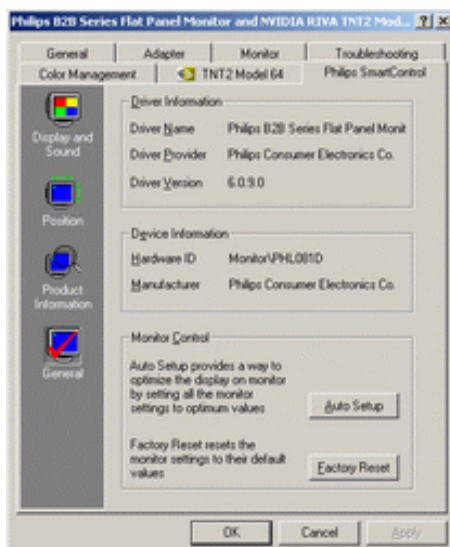 Philips B2B Series Flat Panel Monitor and NVIDIA RIVA TNT2 Mod...
General Adapter Monitor Troubleshooting
Color Management TNT2 Model 64 Philips SmartControl
Display and
Sound
Position
Product
Information
General
Driver Information
Driver Name Philips B2B Series Flat Panel Monit
Driver Provider Philips Consumer Electronics Co.
Driver Version 6.0.9.0
Device Information
Hardware ID Monitor\PHL081D
Manufacturer Philips Consumer Electronics Co.
Monitor Control
Auto Setup provides a way to
optimize the display on monitor
by setting all the monitor
settings to optimum values
Auto Setup
Factory Reset resets the
monitor settings to their default
values
Factory Reset
OK Cancel Apply